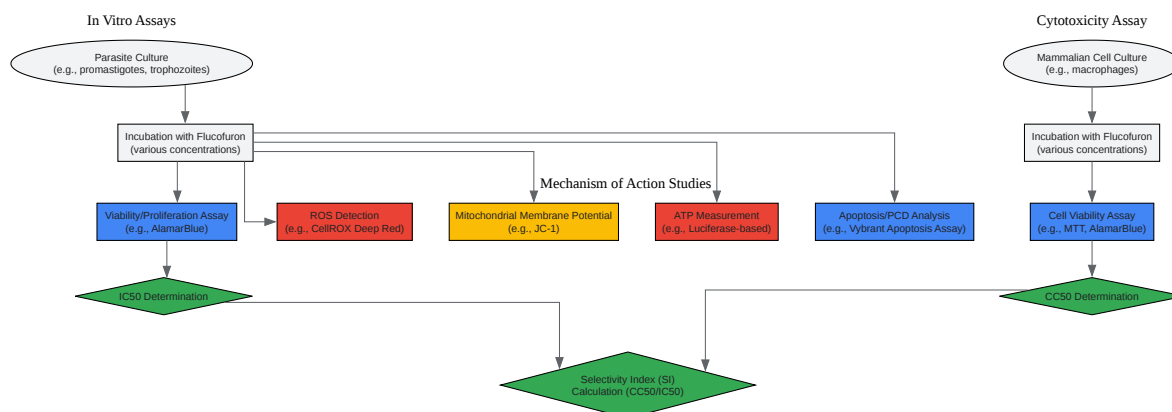 In Vitro Assays
Cytotoxicity Assay
Parasite Culture
(e.g., promastigotes, trophozoites)
Mammalian Cell Culture
(e.g., macrophages)
Incubation with Flucofuron
(various concentrations)
Incubation with Flucofuron
(various concentrations)
Mechanism of Action Studies
Viability/Proliferation Assay
(e.g., AlamarBlue)
ROS Detection
(e.g., CellROX Deep Red)
Mitochondrial Membrane Potential
(e.g., JC-1)
ATP Measurement
(e.g., Luciferase-based)
Apoptosis/PCD Analysis
(e.g., Vybrant Apoptosis Assay)
Cell Viability Assay
(e.g., MTT, AlamarBlue)
IC50 Determination
CC50 Determination
Selectivity Index (SI)
Calculation (CC50/IC50)